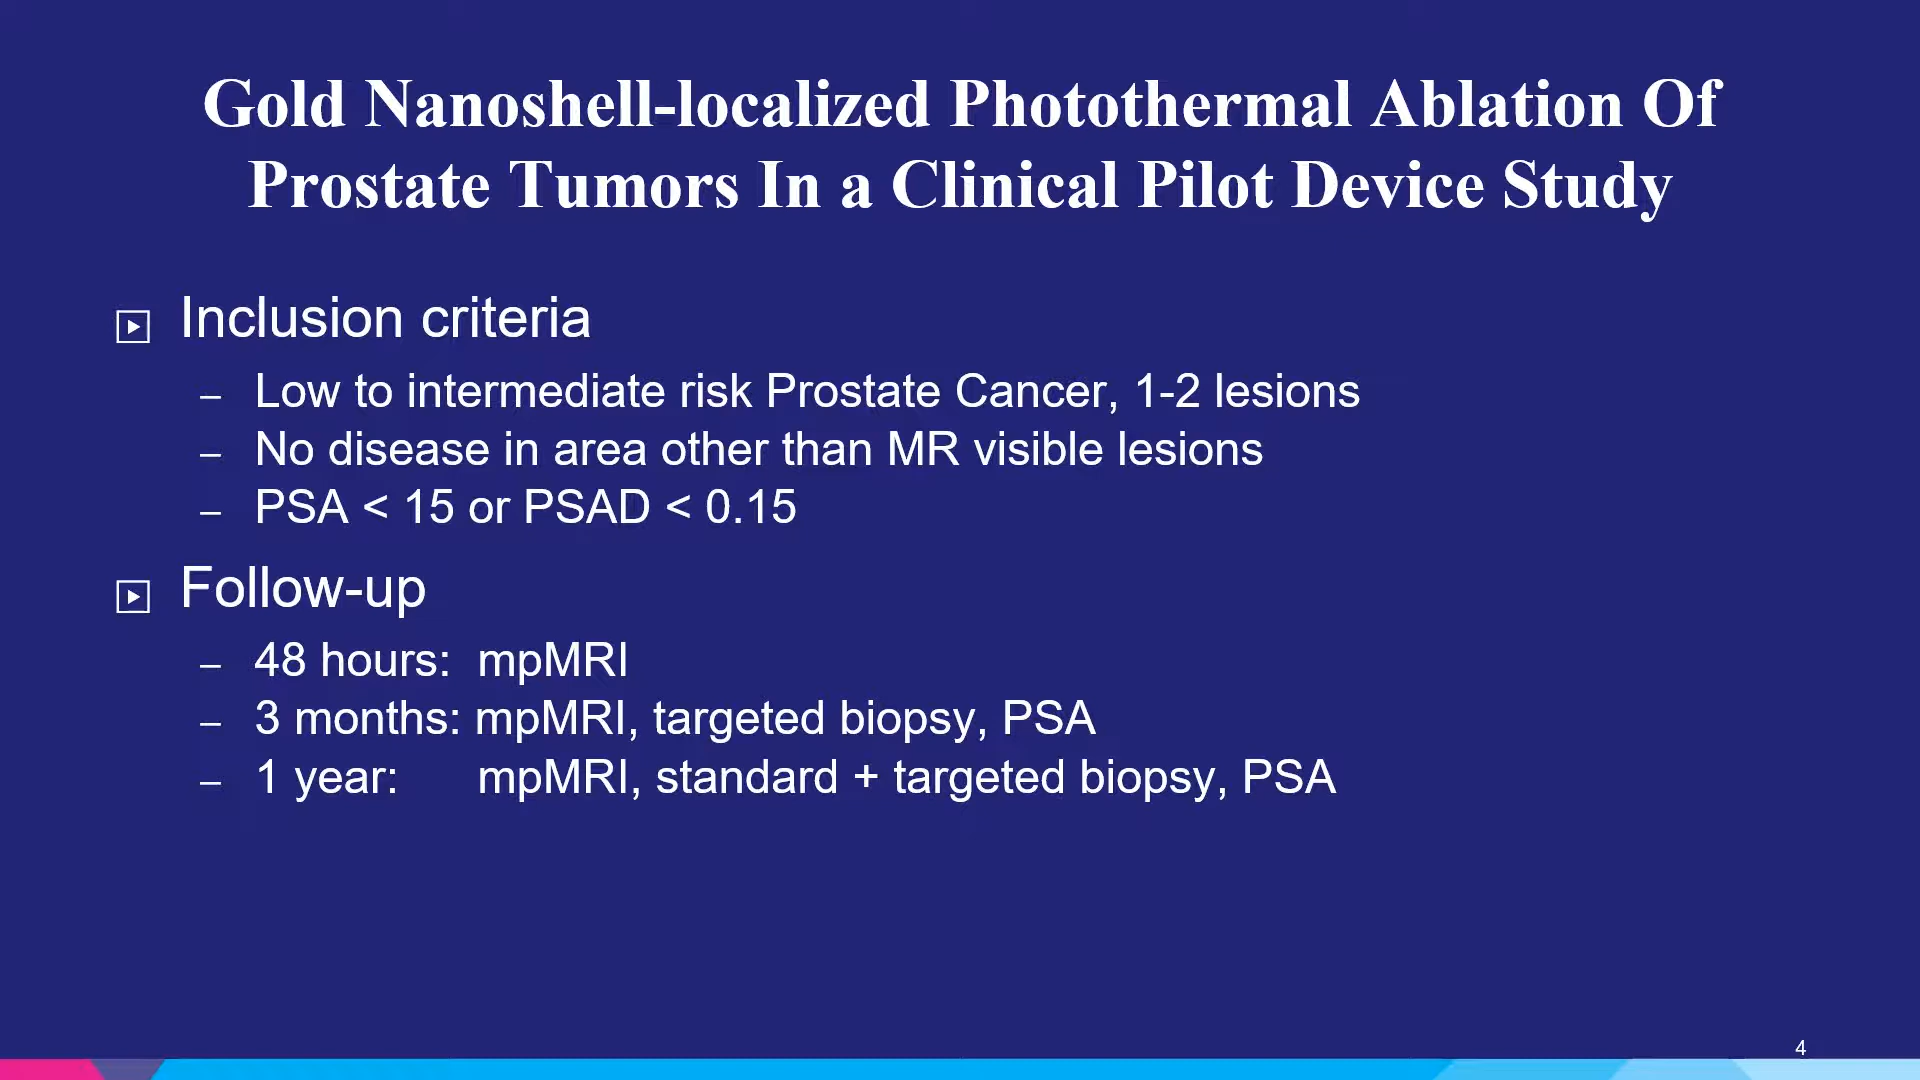 Gold Nanoshell-localized Photothermal Ablation Of
Prostate Tumors In a Clinical Pilot Device Study
Inclusion criteria
– Low to intermediate risk Prostate Cancer, 1-2 lesions
– No disease in area other than MR visible lesions
– PSA < 15 or PSAD < 0.15
Follow-up
– 48 hours: mpMRI
– 3 months: mpMRI, targeted biopsy, PSA
– 1 year: mpMRI, standard + targeted biopsy, PSA
4